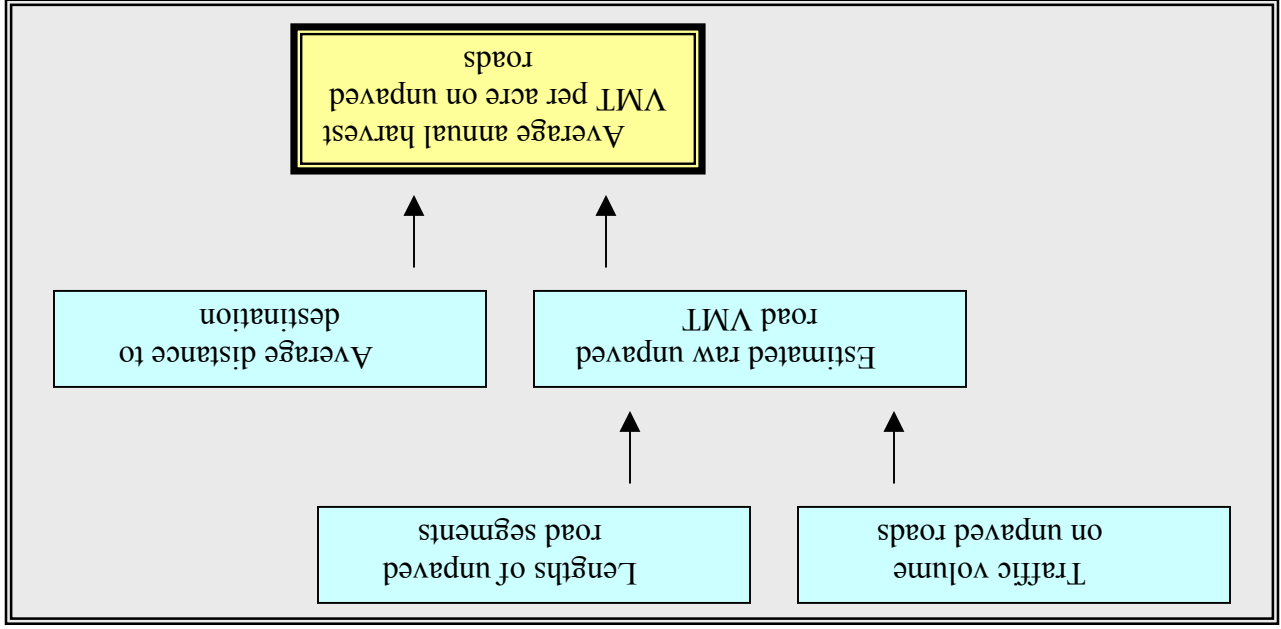 Traffic volume
on unpaved roads
Lengths of unpaved
road segments
Estimated raw unpaved
road VMT
Average distance to
destination
Average annual harvest
VMT per acre on unpaved
roads